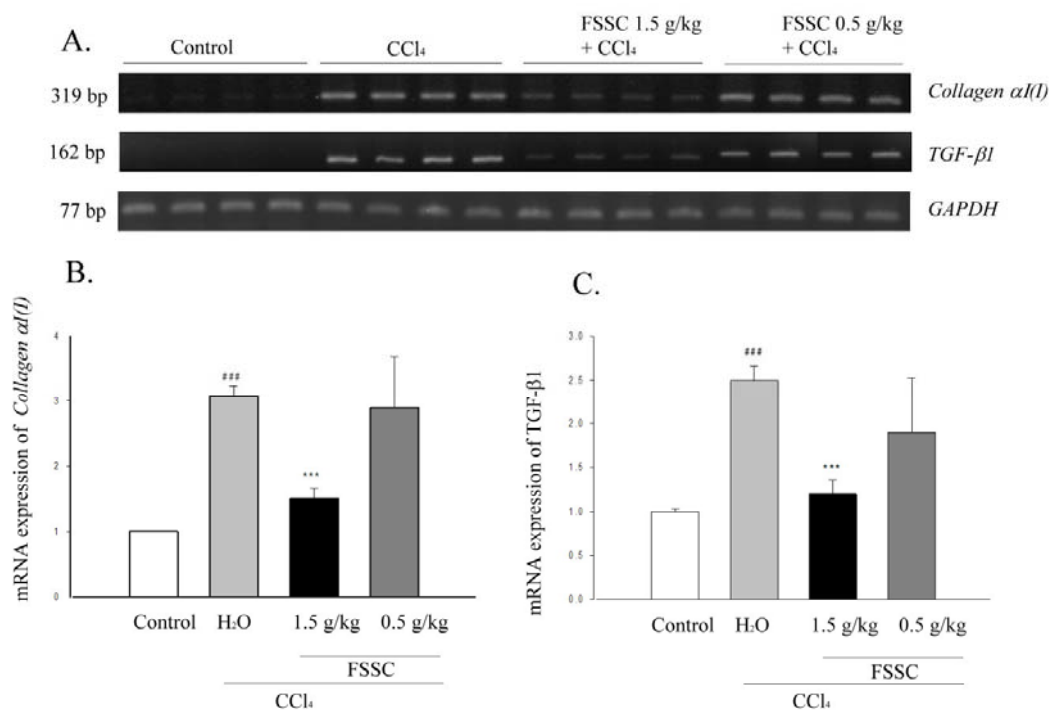 A.
Control
CCl₄
FSSC 1.5 g/kg
+ CCl₄
FSSC 0.5 g/kg
+ CCl₄
319 bp
Collagen αI(I)
162 bp
TGF-β1
77 bp
GAPDH
B.
mRNA expression of Collagen αI(I)
4
3
2
1
0
###
***
Control
H₂O
1.5 g/kg
0.5 g/kg
FSSC
CCl₄
C.
mRNA expression of TGF-β1
3.0
2.5
2.0
1.5
1.0
0.5
0.0
###
***
Control
H₂O
1.5 g/kg
0.5 g/kg
FSSC
CCl₄